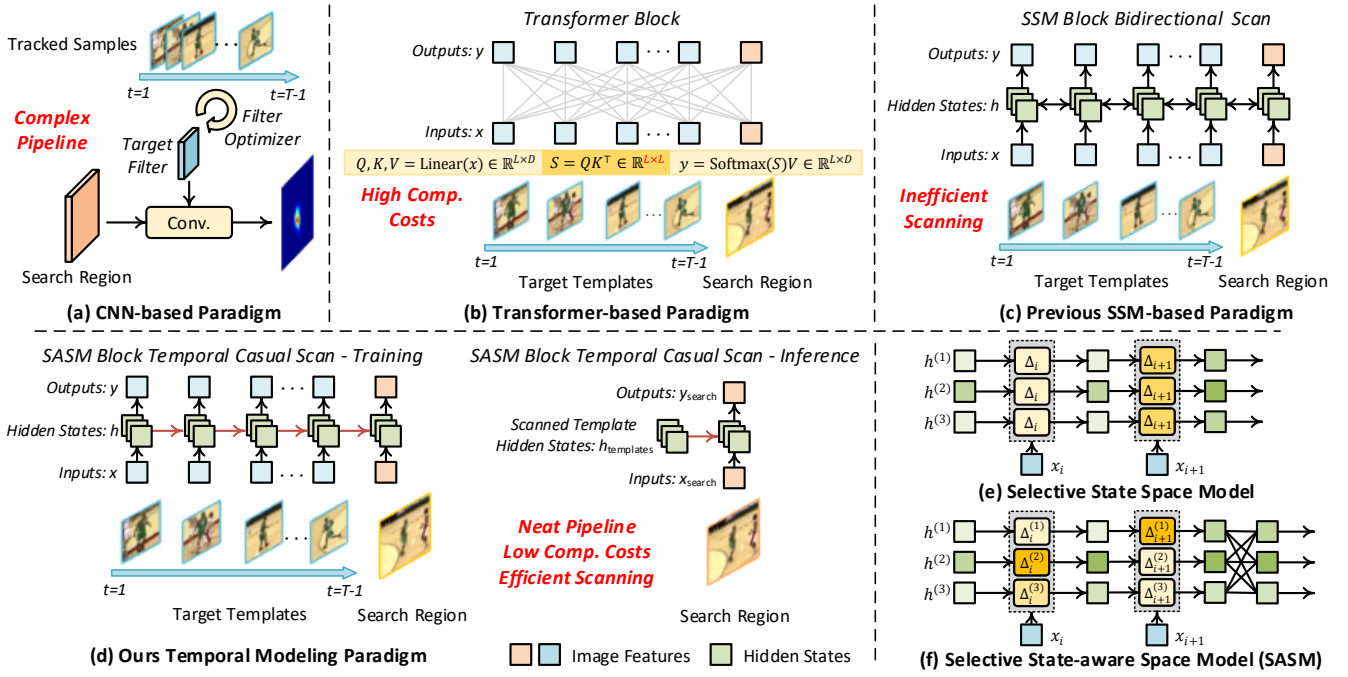 Tracked Samples
t=1
t=T-1
Complex
Pipeline
Filter
Optimizer
Target
Filter
Conv.
Search Region
(a) CNN-based Paradigm
Transformer Block
Outputs: y
Inputs: x
Q, K, V = Linear(x) ∈ ℝ^{L×D}
S = QK^⊤ ∈ ℝ^{L×L}
y = Softmax(S)V ∈ ℝ^{L×D}
High Comp.
Costs
t=1
t=T-1
Target Templates
Search Region
(b) Transformer-based Paradigm
SSM Block Bidirectional Scan
Outputs: y
Hidden States: h
Inputs: x
Inefficient
Scanning
t=1
t=T-1
Target Templates
Search Region
(c) Previous SSM-based Paradigm
SASM Block Temporal Casual Scan - Training
Outputs: y
Hidden States: h
Inputs: x
t=1
t=T-1
Target Templates
Search Region
SASM Block Temporal Casual Scan - Inference
Outputs: y_search
Scanned Template
Hidden States: h_templates
Inputs: x_search
Neat Pipeline
Low Comp. Costs
Efficient Scanning
Search Region
(d) Ours Temporal Modeling Paradigm
Image Features
Hidden States
h^{(1)} Δ_i Δ_{i+1}
h^{(2)} Δ_i Δ_{i+1}
h^{(3)} Δ_i Δ_{i+1}
x_i x_{i+1}
(e) Selective State Space Model
h^{(1)} Δ_i^{(1)} Δ_{i+1}^{(1)}
h^{(2)} Δ_i^{(2)} Δ_{i+1}^{(2)}
h^{(3)} Δ_i^{(3)} Δ_{i+1}^{(3)}
x_i x_{i+1}
(f) Selective State-aware Space Model (SASM)